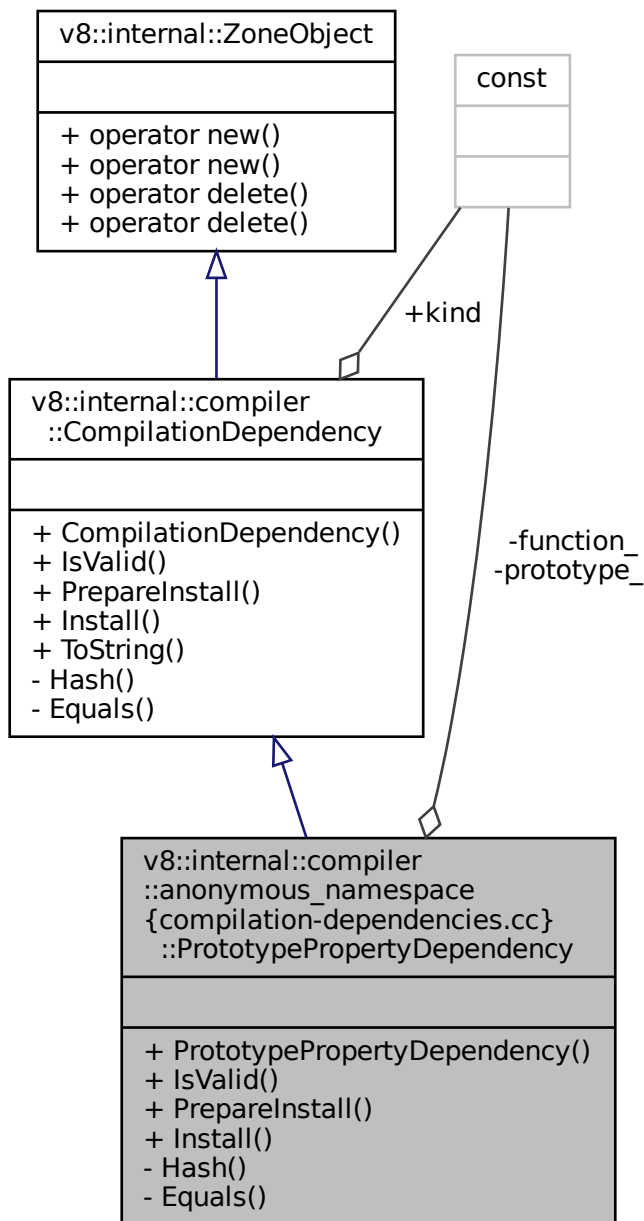 v8::internal::ZoneObject
+ operator new()
+ operator new()
+ operator delete()
+ operator delete()
const
+kind
v8::internal::compiler
::CompilationDependency
+ CompilationDependency()
+ IsValid()
+ PrepareInstall()
+ Install()
+ ToString()
- Hash()
- Equals()
-function_
-prototype_
v8::internal::compiler
::anonymous_namespace
{compilation-dependencies.cc}
::PrototypePropertyDependency
+ PrototypePropertyDependency()
+ IsValid()
+ PrepareInstall()
+ Install()
- Hash()
- Equals()